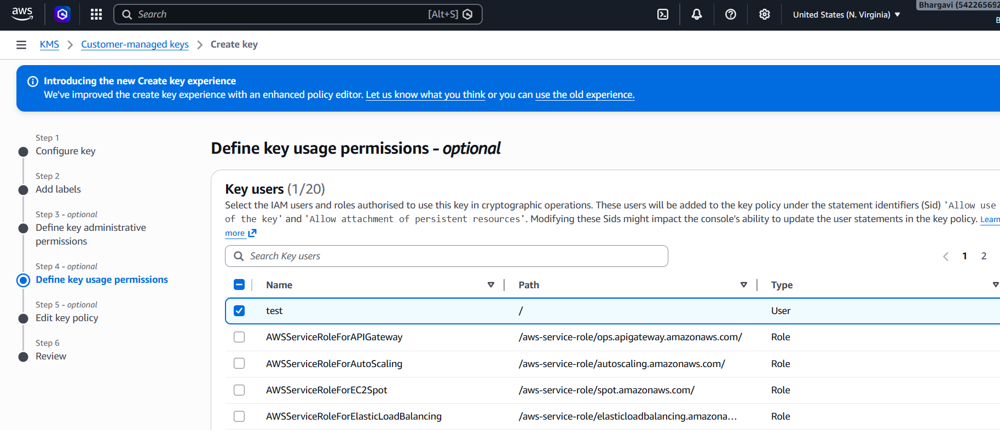 aws
Search [Alt+S]
United States (N. Virginia)
Bhargavi (542265692
B
KMS > Customer-managed keys > Create key
Introducing the new Create key experience
We've improved the create key experience with an enhanced policy editor. Let us know what you think or you can use the old experience.
Step 1
Configure key
Step 2
Add labels
Step 3 - optional
Define key administrative
permissions
Step 4 - optional
Define key usage permissions
Step 5 - optional
Edit key policy
Step 6
Review
Define key usage permissions - optional
Key users (1/20)
Select the IAM users and roles authorised to use this key in cryptographic operations. These users will be added to the key policy under the statement identifiers (Sid) 'Allow use
of the key' and 'Allow attachment of persistent resources'. Modifying these Sids might impact the console's ability to update the user statements in the key policy. Learn
more
Search Key users
1 2
Name Path Type
test / User
AWSServiceRoleForAPIGateway /aws-service-role/ops.apigateway.amazonaws.com/ Role
AWSServiceRoleForAutoScaling /aws-service-role/autoscaling.amazonaws.com/ Role
AWSServiceRoleForEC2Spot /aws-service-role/spot.amazonaws.com/ Role
AWSServiceRoleForElasticLoadBalancing /aws-service-role/elasticloadbalancing.amazona... Role